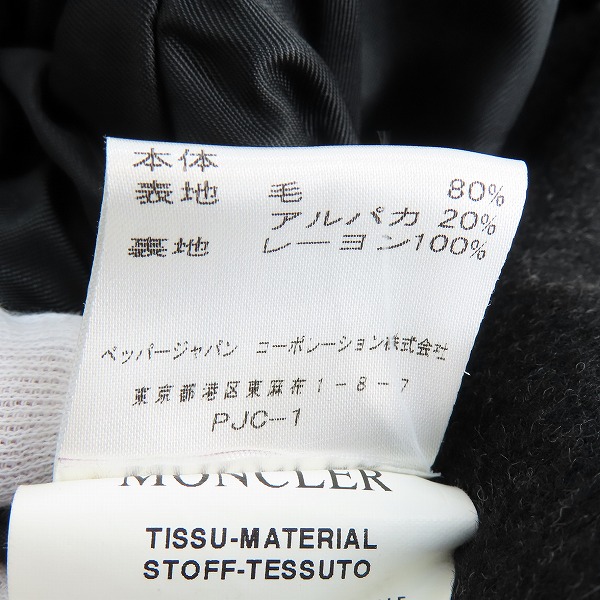 本体
表地 毛 80%
アルパカ 20%
裏地 レーヨン100%
ペッパージャパン コーポレーション株式会社
東京都港区東麻布1-8-7
PJC-1
MONCLER
TISSU-MATERIAL
STOFF-TESSUTO